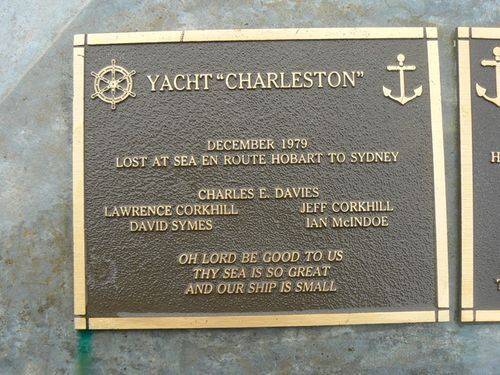 YACHT "CHARLESTON"
DECEMBER 1979
LOST AT SEA EN ROUTE HOBART TO SYDNEY
CHARLES E. DAVIES
LAWRENCE CORKHILL JEFF CORKHILL
DAVID SYMES IAN McINDOE
OH LORD BE GOOD TO US
THY SEA IS SO GREAT
AND OUR SHIP IS SMALL